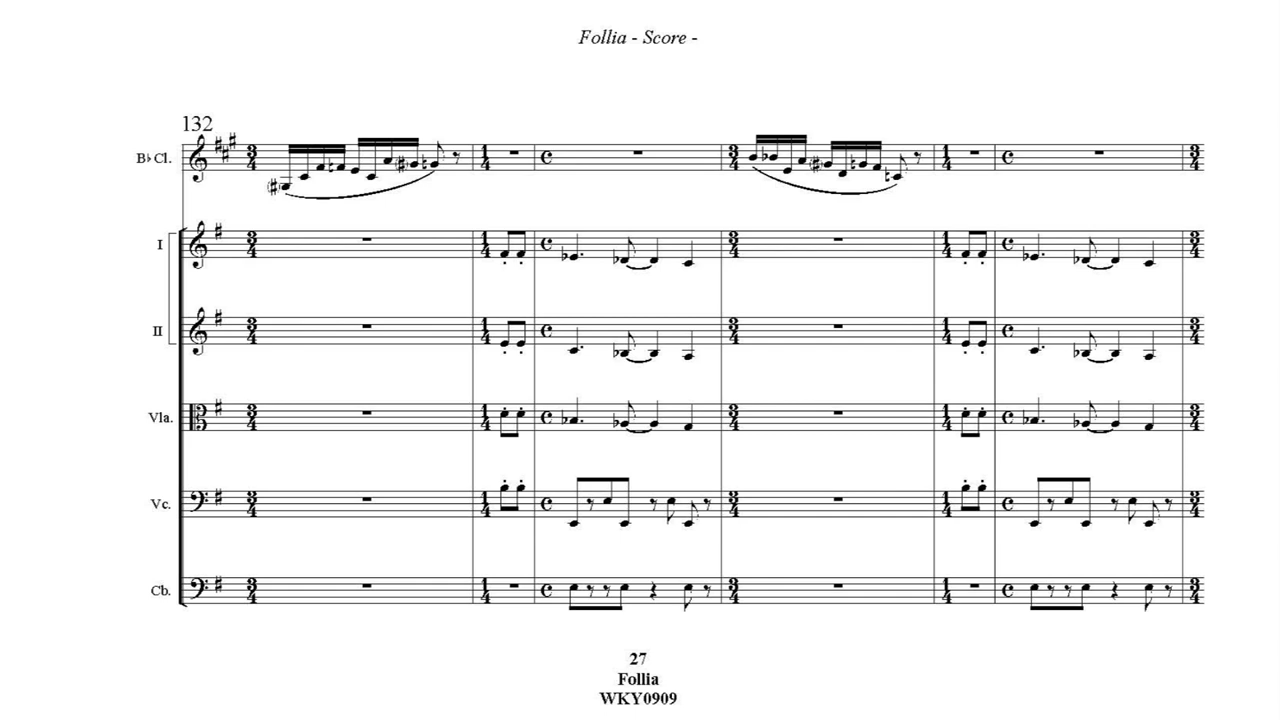 Follia - Score -
132
B♭ Cl.
I
II
Vla.
Vc.
Cb.
27
Follia
WKY0909